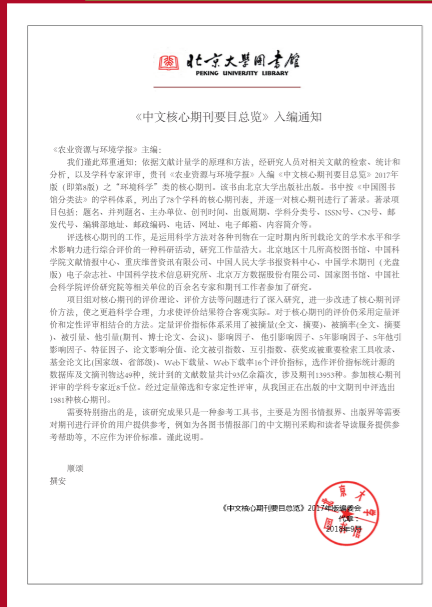 北京大學圖書館
PEKING UNIVERSITY LIBRARY
《中文核心期刊要目总览》入编通知
《农业资源与环境学报》主编:
我们谨此郑重通知:依据文献计量学的原理和方法,经研究人员对相关文献的检索、统计和
分析,以及学科专家评审,贵刊《农业资源与环境学报》入编《中文核心期刊要目总览》2017年
版(即第8版)之“环境科学”类的核心期刊。该书由北京大学出版社出版。书中按《中国图书
馆分类法》的学科体系,列出了78个学科的核心期刊表,并逐一对核心期刊进行了著录。著录项
目包括:题名、并列题名、主办单位、创刊时间、出版周期、学科分类号、ISSN号、CN号、邮
发代号、编辑部地址、邮政编码、电话、网址、电子邮箱、内容简介等。
评选核心期刊的工作,是运用科学方法对各种刊物在一定时期内所刊载论文的学术水平和学
术影响力进行综合评价的一种科研活动,研究工作量浩大。北京地区十几所高校图书馆、中国科
学院文献情报中心、重庆维普资讯有限公司、中国人民大学书报资料中心、中国学术期刊(光盘
版)电子杂志社、中国科学技术信息研究所、北京万方数据股份有限公司、国家图书馆、中国社
会科学院评价研究院等相关单位的百余名专家和期刊工作者参加了研究。
项目组对核心期刊的评价理论、评价方法等问题进行了深入研究,进一步改进了核心期刊评
价方法,使之更趋科学合理,力求使评价结果符合客观实际。对于核心期刊的评价仍采用定量评
价和定性评审相结合的方法。定量评价指标体系采用了被摘量(全文、摘要)、被摘率(全文、摘要
)、被引量、他引量(期刊、博士论文、会议)、影响因子、他引影响因子、5年影响因子、5年他引
影响因子、特征因子、论文影响分值、论文被引指数、互引指数、获奖或被重要检索工具收录、
基金论文比(国家级、省部级)、Web下载量、Web下载率16个评价指标,选作评价指标统计源的
数据库及文摘刊物达49种,统计到的文献数量共计93亿余篇次,涉及期刊13953种。参加核心期刊
评审的学科专家近8千位。经过定量筛选和专家定性评审,从我国正在出版的中文期刊中评选出
1981种核心期刊。
需要特别指出的是,该研究成果只是一种参考工具书,主要是为图书情报界、出版界等需要
对期刊进行评价的用户提供参考,例如为各图书情报部门的中文期刊采购和读者导读服务提供参
考帮助等,不应作为评价标准。谨此说明。
顺颂
撰安
《中文核心期刊要目总览》2017年版编委会
代章:
2018年9月